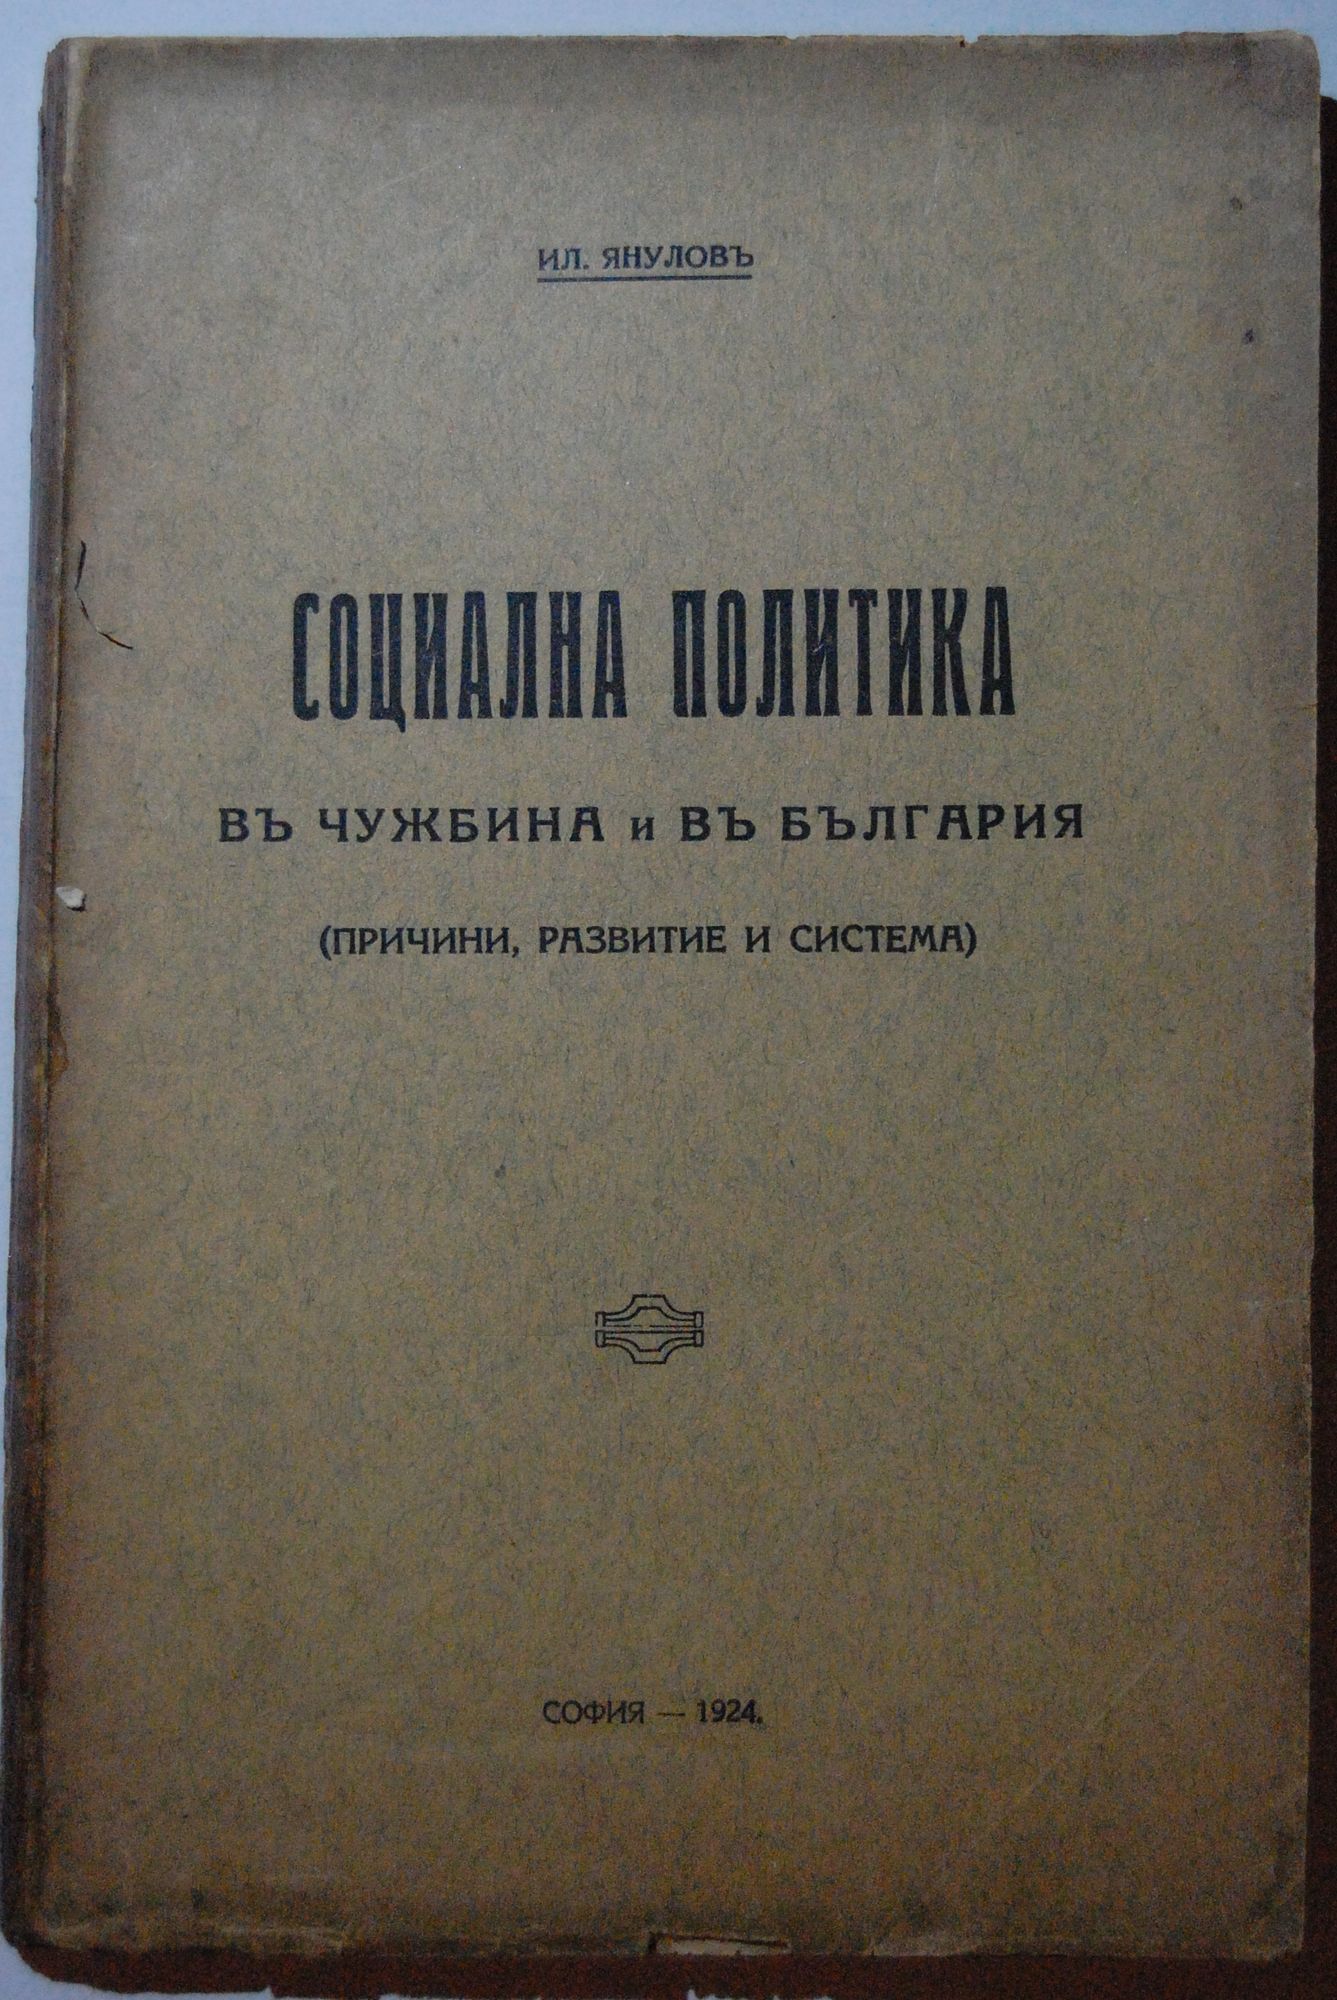 ИЛ. ЯНУЛОВЪ
СОЦИАЛНА ПОЛИТИКА
ВЪ ЧУЖБИНА и ВЪ БЪЛГАРИЯ
(ПРИЧИНИ, РАЗВИТИЕ И СИСТЕМА)
СОФИЯ — 1924.